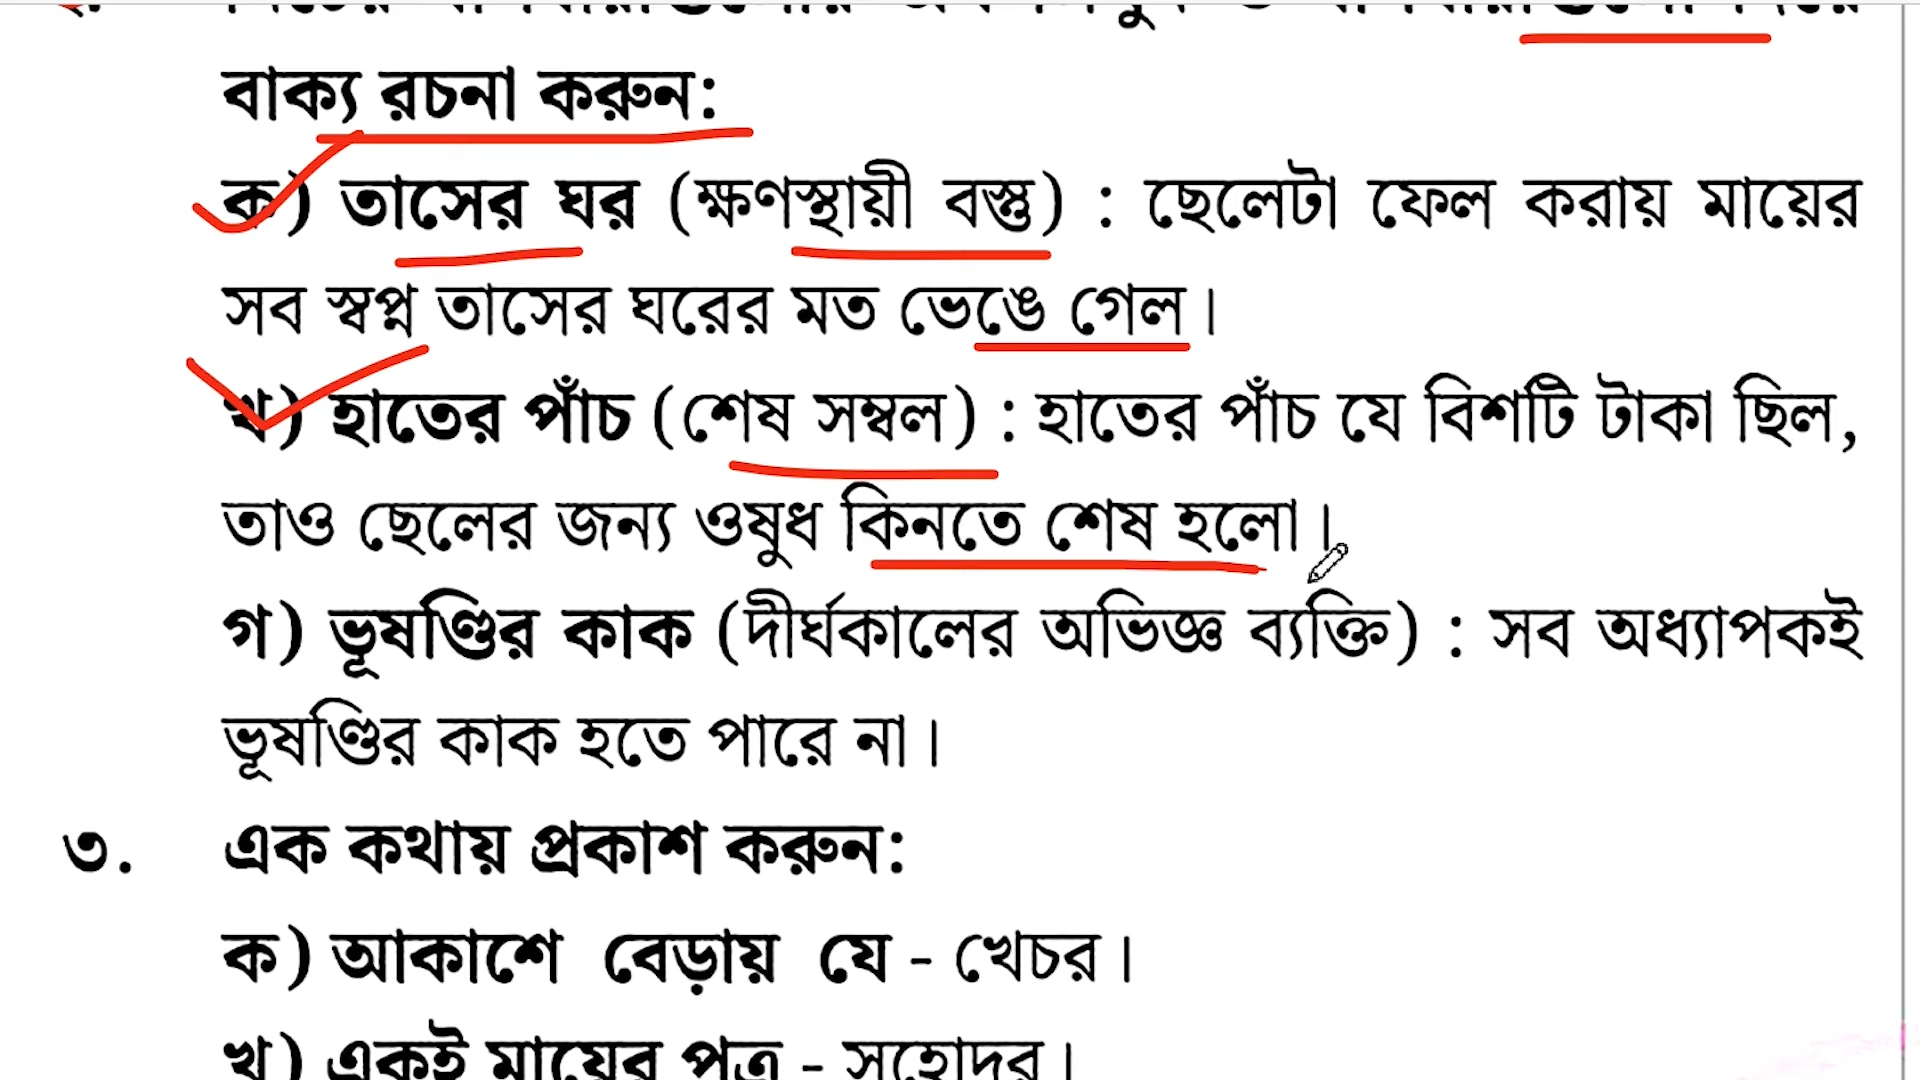 বাক্য রচনা করুন:
ক) তাসের ঘর (ক্ষণস্থায়ী বস্তু) : ছেলেটা ফেল করায় মায়ের
সব স্বপ্ন তাসের ঘরের মত ভেঙে গেল।
খ) হাতের পাঁচ (শেষ সম্বল) : হাতের পাঁচ যে বিশটি টাকা ছিল,
তাও ছেলের জন্য ওষুধ কিনতে শেষ হলো।
গ) ভূষণ্ডির কাক (দীর্ঘকালের অভিজ্ঞ ব্যক্তি) : সব অধ্যাপকই
ভূষণ্ডির কাক হতে পারে না।
৩. এক কথায় প্রকাশ করুন:
ক) আকাশে বেড়ায় যে - খেচর।
খ) একই মায়ের পুত্র - সহোদর।